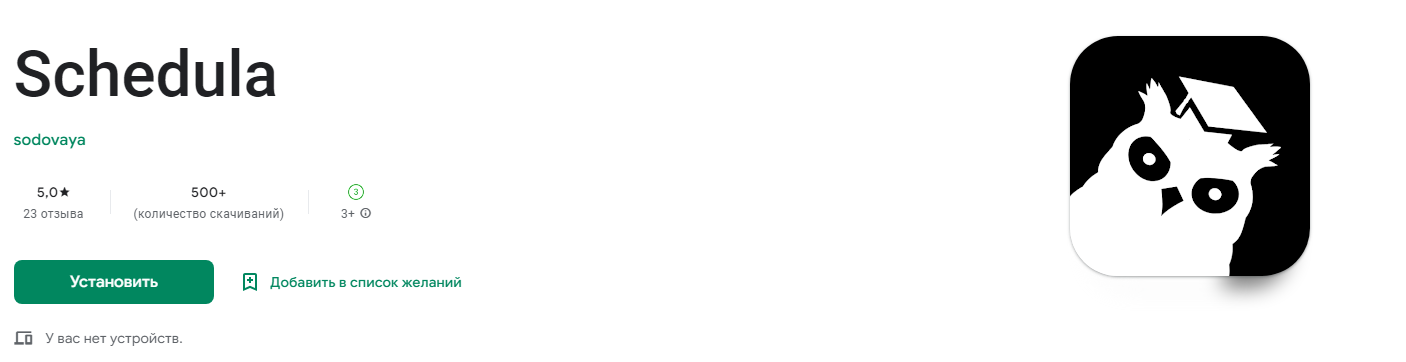 Schedula
sodovaya
5,0★ 500+ 3
23 отзыва (количество скачиваний) 3+
Установить Добавить в список желаний
У вас нет устройств.